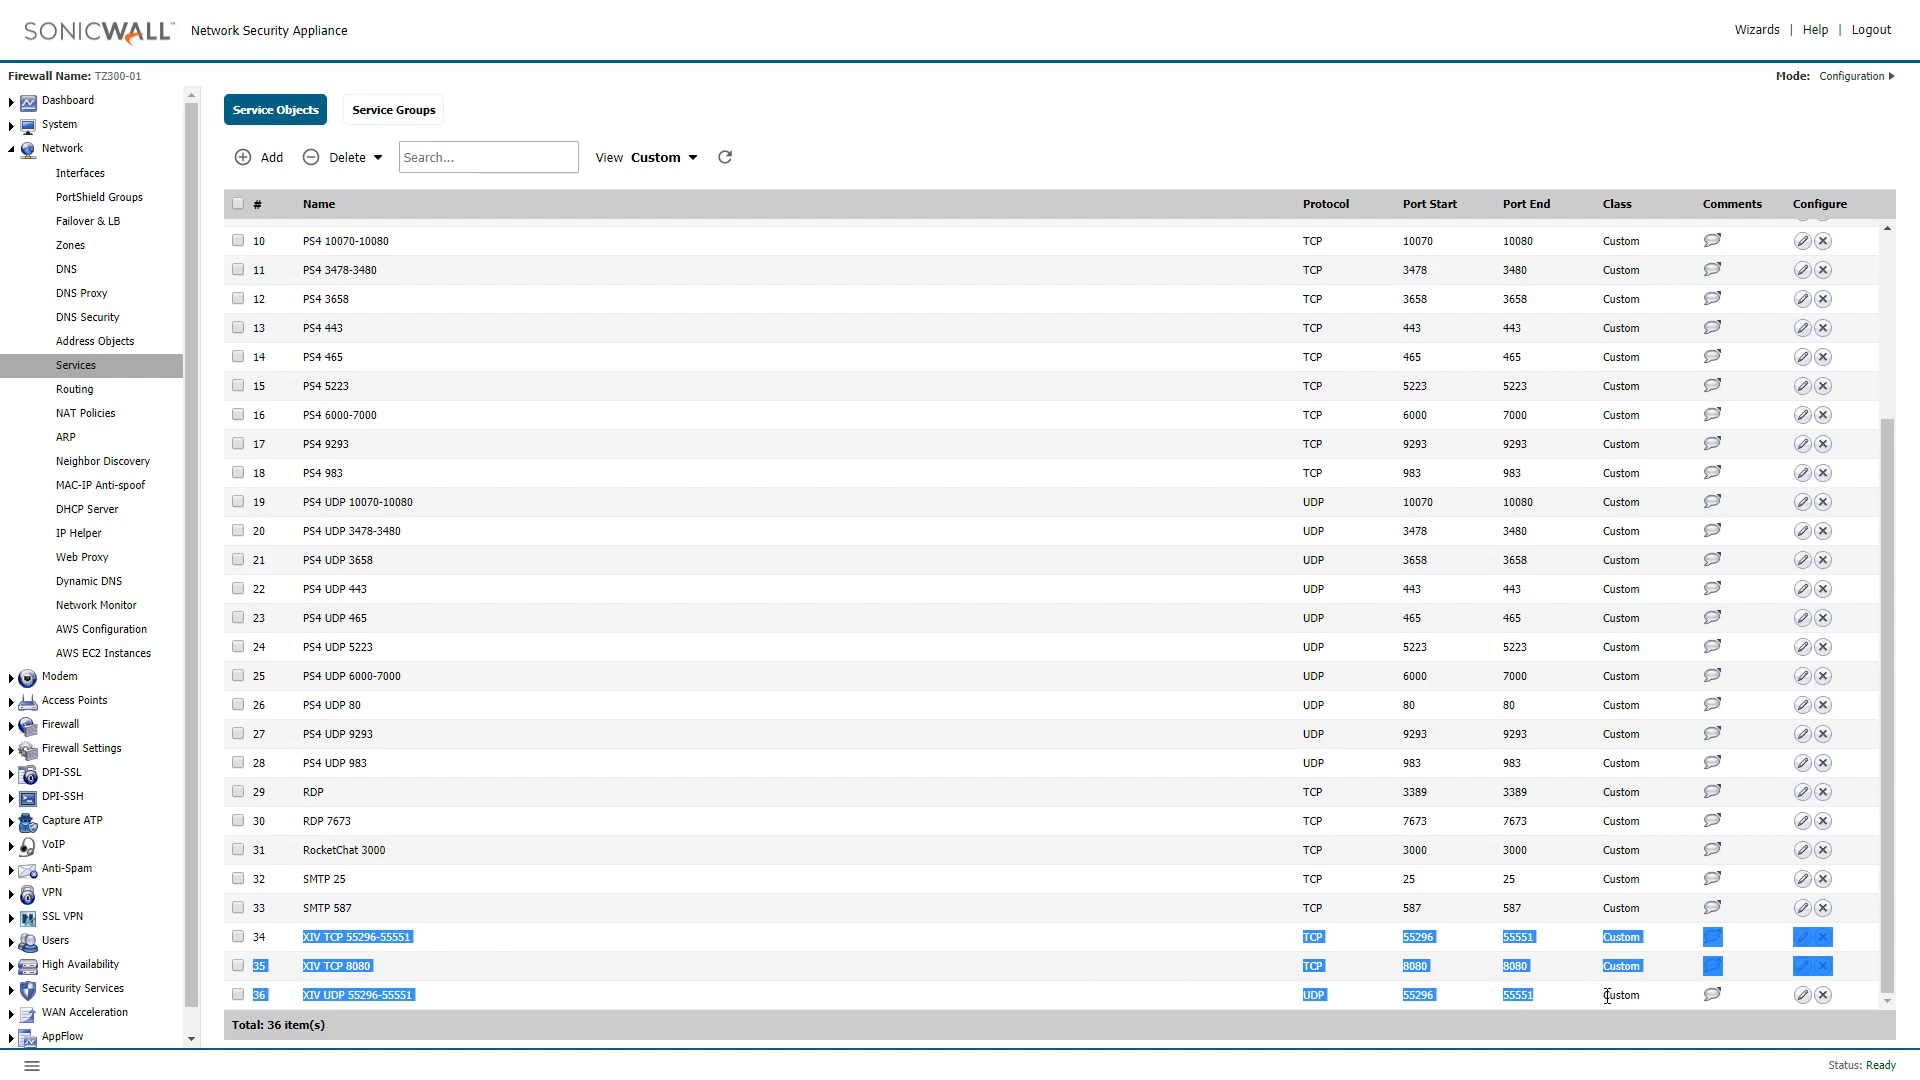 SONICWALL Network Security Appliance Wizards | Help | Logout
Firewall Name: TZ300-01 Mode: Configuration
Dashboard
System
Network
Interfaces
PortShield Groups
Failover & LB
Zones
DNS
DNS Proxy
DNS Security
Address Objects
Services
Routing
NAT Policies
ARP
Neighbor Discovery
MAC-IP Anti-spoof
DHCP Server
IP Helper
Web Proxy
Dynamic DNS
Network Monitor
AWS Configuration
AWS EC2 Instances
Modem
Access Points
Firewall
Firewall Settings
DPI-SSL
DPI-SSH
Capture ATP
VoIP
Anti-Spam
VPN
SSL VPN
Users
High Availability
Security Services
WAN Acceleration
AppFlow
Service Objects Service Groups
Add Delete Search... View Custom
# Name Protocol Port Start Port End Class Comments Configure
10 PS4 10070-10080 TCP 10070 10080 Custom
11 PS4 3478-3480 TCP 3478 3480 Custom
12 PS4 3658 TCP 3658 3658 Custom
13 PS4 443 TCP 443 443 Custom
14 PS4 465 TCP 465 465 Custom
15 PS4 5223 TCP 5223 5223 Custom
16 PS4 6000-7000 TCP 6000 7000 Custom
17 PS4 9293 TCP 9293 9293 Custom
18 PS4 983 TCP 983 983 Custom
19 PS4 UDP 10070-10080 UDP 10070 10080 Custom
20 PS4 UDP 3478-3480 UDP 3478 3480 Custom
21 PS4 UDP 3658 UDP 3658 3658 Custom
22 PS4 UDP 443 UDP 443 443 Custom
23 PS4 UDP 465 UDP 465 465 Custom
24 PS4 UDP 5223 UDP 5223 5223 Custom
25 PS4 UDP 6000-7000 UDP 6000 7000 Custom
26 PS4 UDP 80 UDP 80 80 Custom
27 PS4 UDP 9293 UDP 9293 9293 Custom
28 PS4 UDP 983 UDP 983 983 Custom
29 RDP TCP 3389 3389 Custom
30 RDP 7673 TCP 7673 7673 Custom
31 RocketChat 3000 TCP 3000 3000 Custom
32 SMTP 25 TCP 25 25 Custom
33 SMTP 587 TCP 587 587 Custom
34 XIV TCP 55296-55551 TCP 55296 55551 Custom
35 XIV TCP 8080 TCP 8080 8080 Custom
36 XIV UDP 55296-55551 UDP 55296 55551 Custom
Total: 36 item(s)
Status: Ready